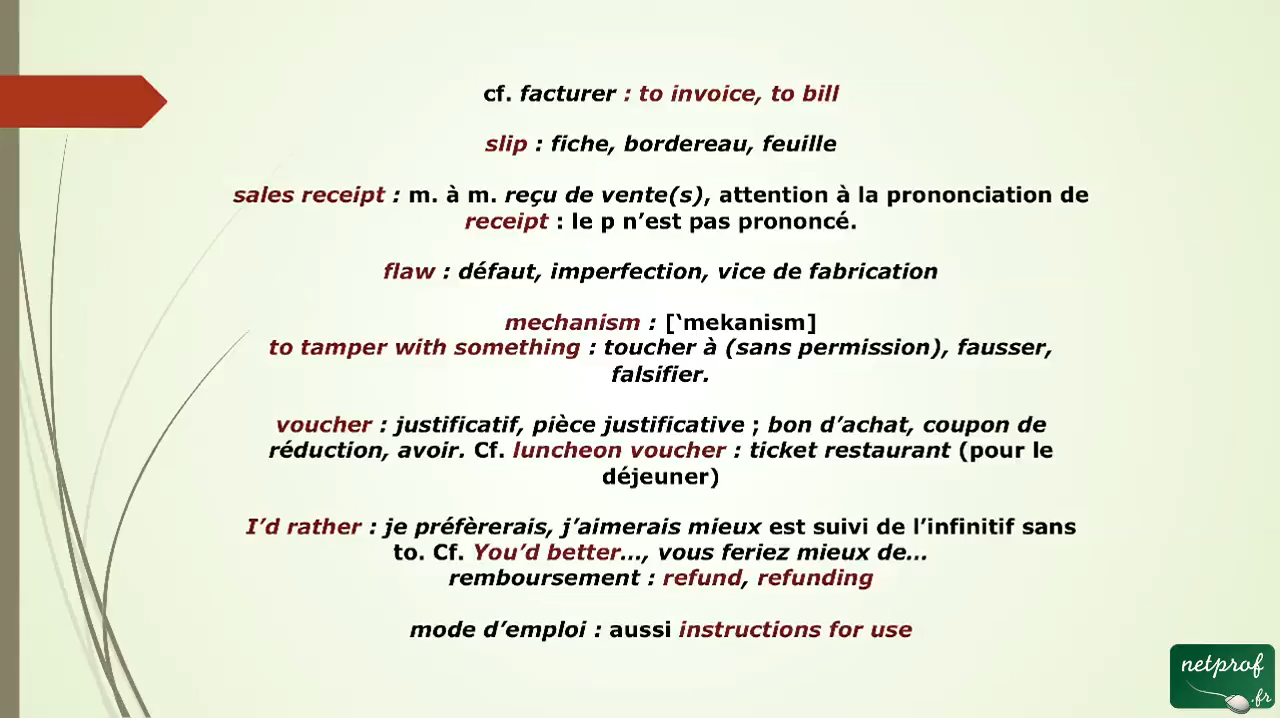 cf. facturer : to invoice, to bill
slip : fiche, bordereau, feuille
sales receipt : m. à m. reçu de vente(s), attention à la prononciation de
receipt : le p n’est pas prononcé.
flaw : défaut, imperfection, vice de fabrication
mechanism : [‘mekanism]
to tamper with something : toucher à (sans permission), fausser,
falsifier.
voucher : justificatif, pièce justificative ; bon d’achat, coupon de
réduction, avoir. Cf. luncheon voucher : ticket restaurant (pour le
déjeuner)
I’d rather : je préfèrerais, j’aimerais mieux est suivi de l’infinitif sans
to. Cf. You’d better…, vous feriez mieux de…
remboursement : refund, refunding
mode d’emploi : aussi instructions for use
netprof
.fr